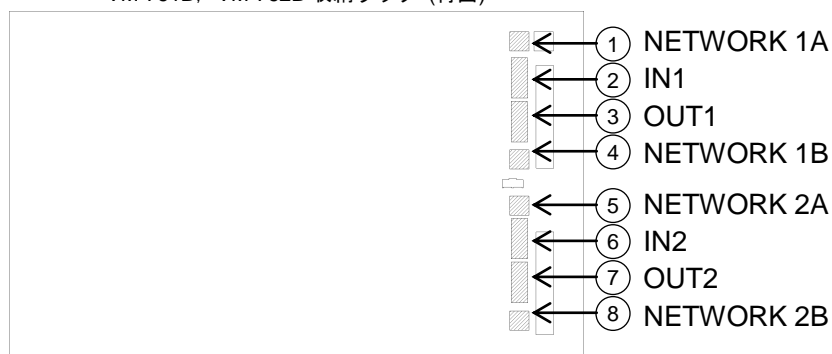 ① NETWORK 1A
② IN1
③ OUT1
④ NETWORK 1B
⑤ NETWORK 2A
⑥ IN2
⑦ OUT2
⑧ NETWORK 2B